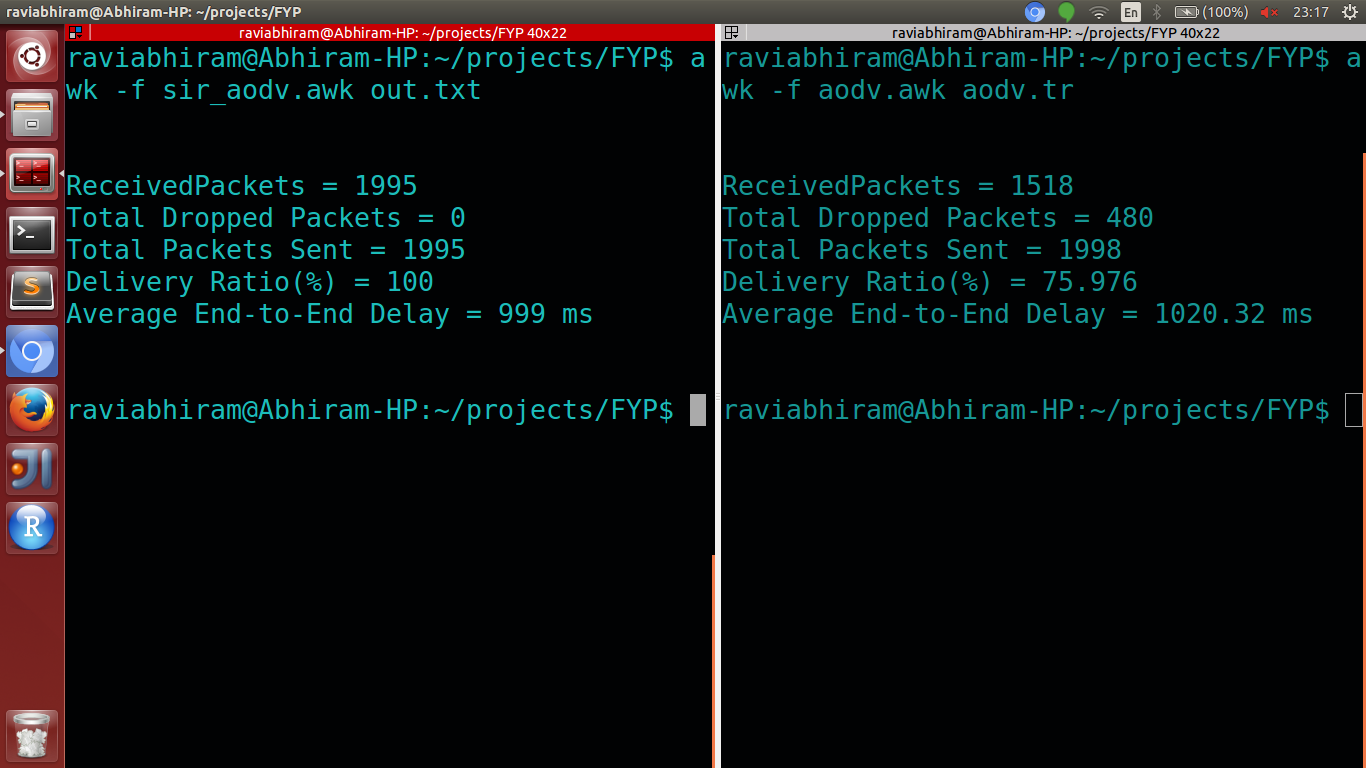 raviabhiram@Abhiram-HP: ~/projects/FYP
En
(100%)
23:17
raviabhiram@Abhiram-HP: ~/projects/FYP 40x22
raviabhiram@Abhiram-HP:~/projects/FYP$ a
wk -f sir_aodv.awk out.txt
ReceivedPackets = 1995
Total Dropped Packets = 0
Total Packets Sent = 1995
Delivery Ratio(%) = 100
Average End-to-End Delay = 999 ms
raviabhiram@Abhiram-HP:~/projects/FYP$
raviabhiram@Abhiram-HP: ~/projects/FYP 40x22
raviabhiram@Abhiram-HP:~/projects/FYP$ a
wk -f aodv.awk aodv.tr
ReceivedPackets = 1518
Total Dropped Packets = 480
Total Packets Sent = 1998
Delivery Ratio(%) = 75.976
Average End-to-End Delay = 1020.32 ms
raviabhiram@Abhiram-HP:~/projects/FYP$
>_
S
JI
R